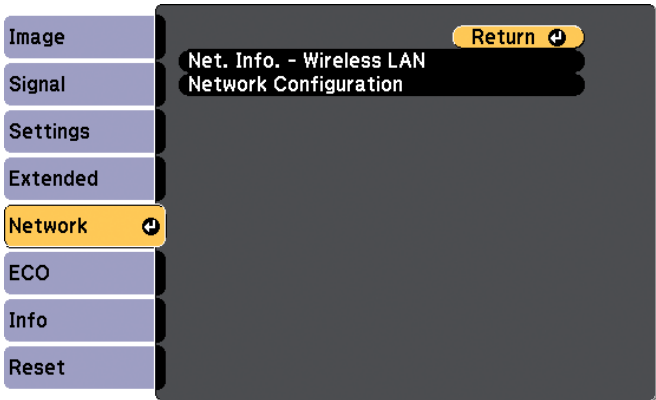 Image
Signal
Settings
Extended
Network
ECO
Info
Reset
Return
Net. Info. - Wireless LAN
Network Configuration